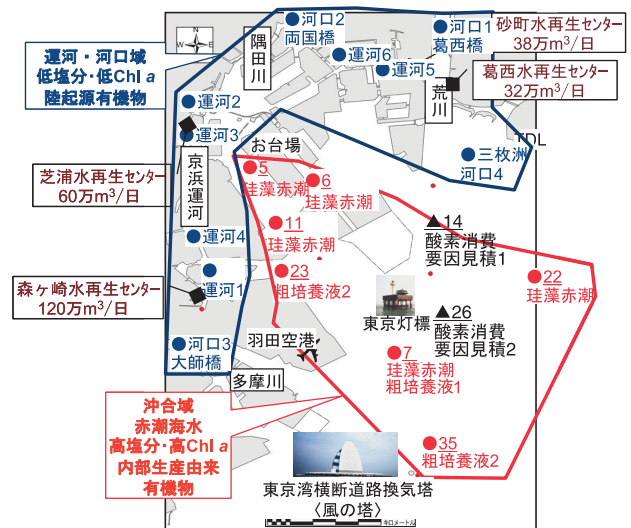 N
W
E
S
隅田川
河口2
両国橋
運河6
運河5
河口1
葛西橋
荒川
砂町水再生センター
38万m³/日
葛西水再生センター
32万m³/日
運河・河口域
低塩分・低Chl a
陸起源有機物
運河2
運河3
お台場
京浜運河
芝浦水再生センター
60万m³/日
TDL
三枚洲
河口4
5
珪藻赤潮
6
珪藻赤潮
11
珪藻赤潮
14
酸素消費
要因見積1
運河4
23
粗培養液2
22
珪藻赤潮
運河1
森ヶ崎水再生センター
120万m³/日
東京灯標
26
酸素消費
要因見積2
河口3
大師橋
羽田空港
7
珪藻赤潮
粗培養液1
多摩川
沖合域
赤潮海水
高塩分・高Chl a
内部生産由来
有機物
35
粗培養液2
東京湾横断道路換気塔
〈風の塔〉
キロメートル